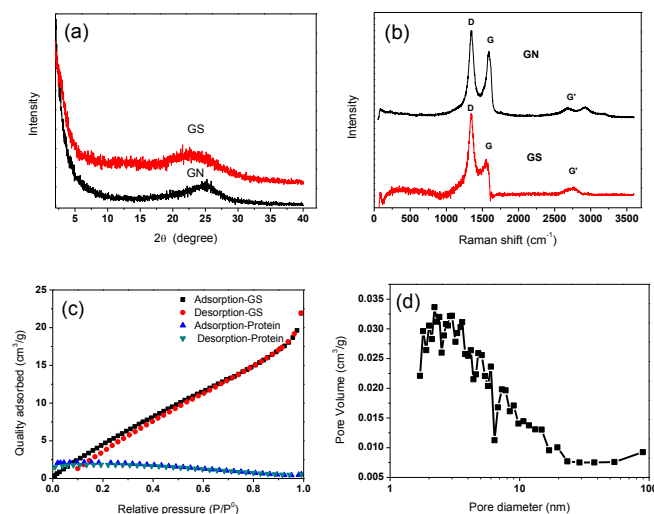 (a)
GS
GN
Intensity
5 10 15 20 25 30 35 40
2θ (degree)
(b)
D
G
GN
G'
D
G
GS
G'
Intensity
0 500 1000 1500 2000 2500 3000 3500
Raman shift (cm-1)
(c)
Adsorption-GS
Desorption-GS
Adsorption-Protein
Desorption-Protein
25
20
15
10
5
0
Quality adsorbed (cm3/g)
0.0 0.2 0.4 0.6 0.8 1.0
Relative pressure (P/P0)
(d)
0.035
0.030
0.025
0.020
0.015
0.010
0.005
Pore Volume (cm3/g)
1 10 100
Pore diameter (nm)